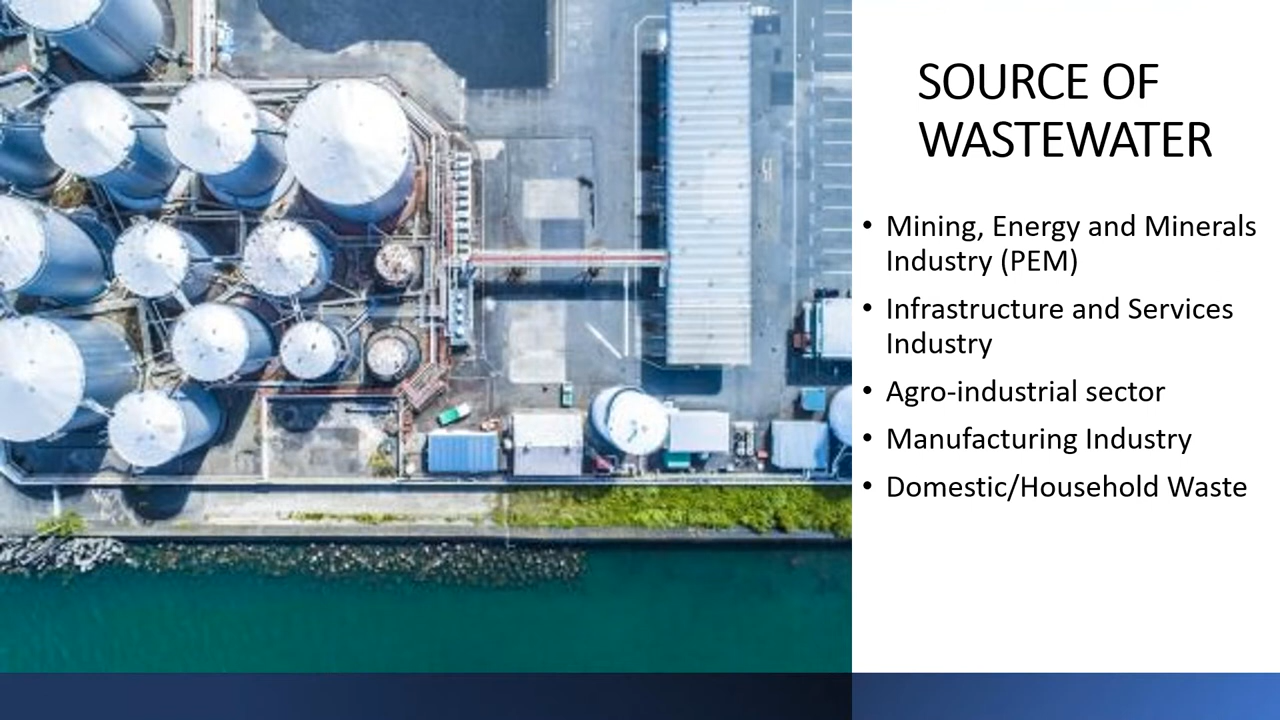 SOURCE OF
WASTEWATER
• Mining, Energy and Minerals
Industry (PEM)
• Infrastructure and Services
Industry
• Agro-industrial sector
• Manufacturing Industry
• Domestic/Household Waste